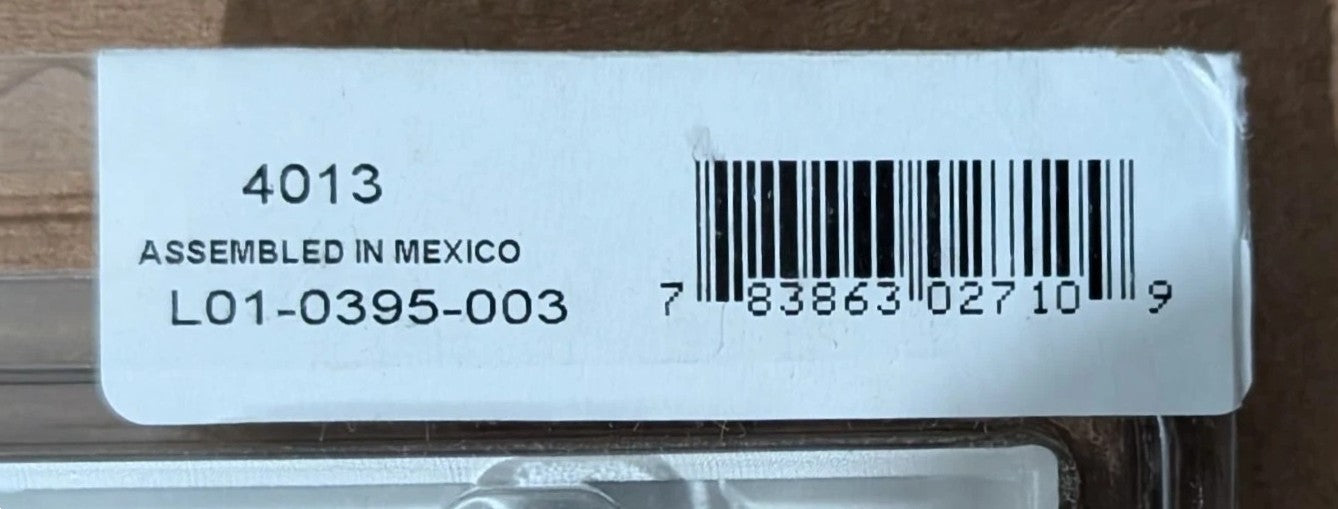 4013
ASSEMBLED IN MEXICO
L01-0395-003
7 83863 02710 9